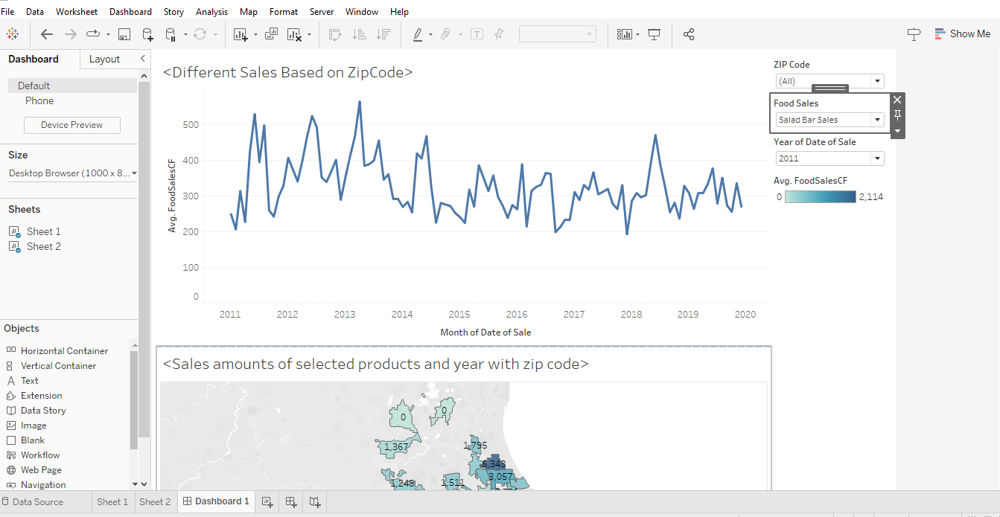 File Data Worksheet Dashboard Story Analysis Map Format Server Window Help
Show Me
Dashboard Layout
Default
Phone
Device Preview
Size
Desktop Browser (1000 x 8...
Sheets
Sheet 1
Sheet 2
Objects
Horizontal Container
Vertical Container
Text
Extension
Data Story
Image
Blank
Workflow
Web Page
Navigation
<Different Sales Based on ZipCode>
Avg. FoodSalesCF
500
400
300
200
100
0
2011 2012 2013 2014 2015 2016 2017 2018 2019 2020
Month of Date of Sale
ZIP Code
(All)
Food Sales
Salad Bar Sales
Year of Date of Sale
2011
Avg. FoodSalesCF
0 2,114
<Sales amounts of selected products and year with zip code>
0
0
1,367
1,795
6,343
3,057
1,248
1,511
Data Source Sheet 1 Sheet 2 Dashboard 1